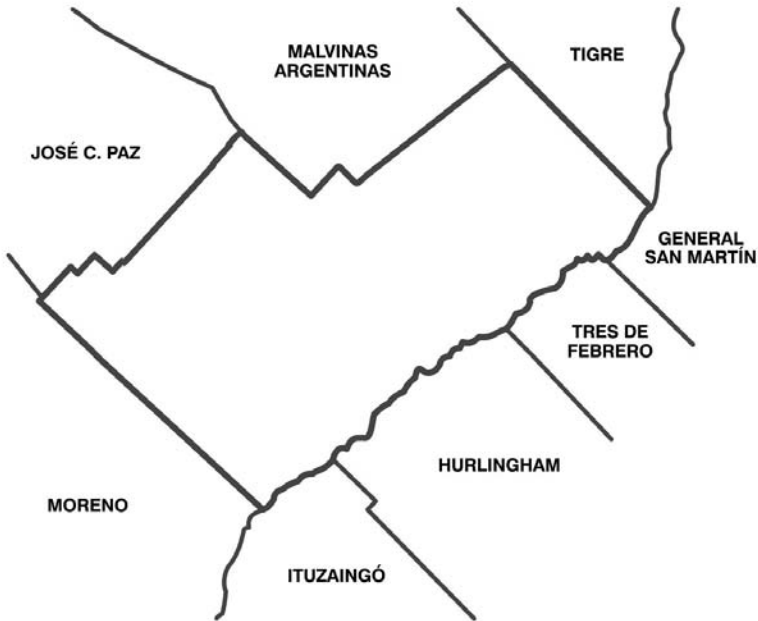 MALVINAS
ARGENTINAS
TIGRE
JOSÉ C. PAZ
GENERAL
SAN MARTÍN
TRES DE
FEBRERO
HURLINGHAM
MORENO
ITUZAINGÓ